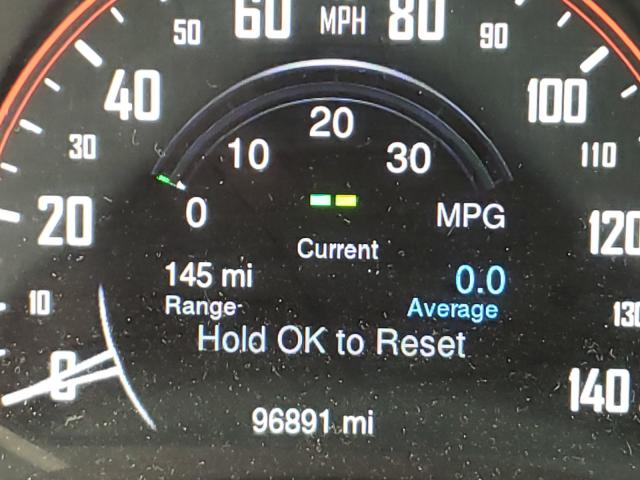 60 MPH 80
50 90
40 100
20
30 10 30 110
0 MPG
20 120
Current
145 mi 0.0
10 Range Average 130
Hold OK to Reset
0 140
96891 mi